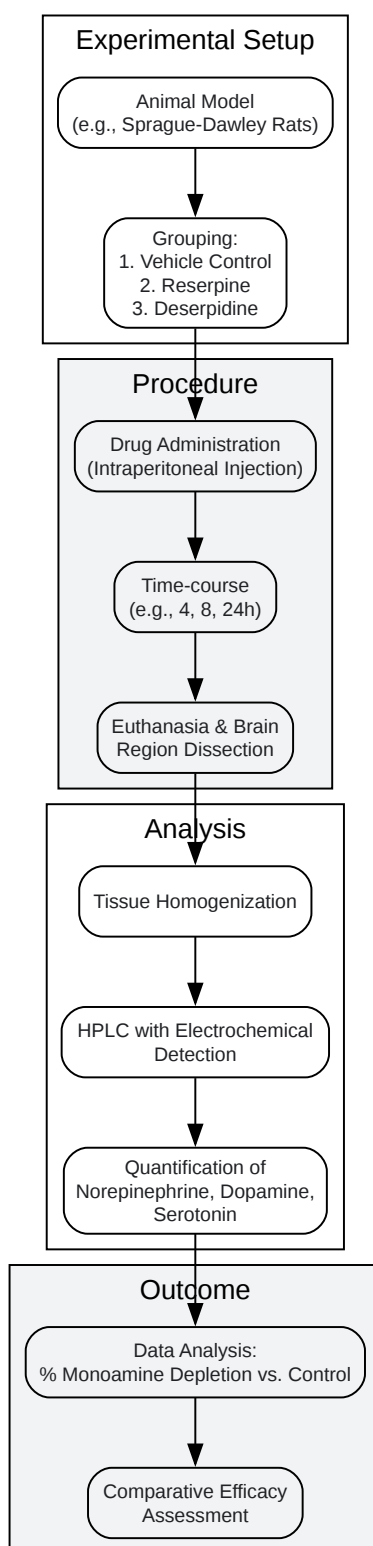 Experimental Setup
Animal Model
(e.g., Sprague-Dawley Rats)
Grouping:
1. Vehicle Control
2. Reserpine
3. Deserpidine
Procedure
Drug Administration
(Intraperitoneal Injection)
Time-course
(e.g., 4, 8, 24h)
Euthanasia & Brain
Region Dissection
Analysis
Tissue Homogenization
HPLC with Electrochemical
Detection
Quantification of
Norepinephrine, Dopamine,
Serotonin
Outcome
Data Analysis:
% Monoamine Depletion vs. Control
Comparative Efficacy
Assessment